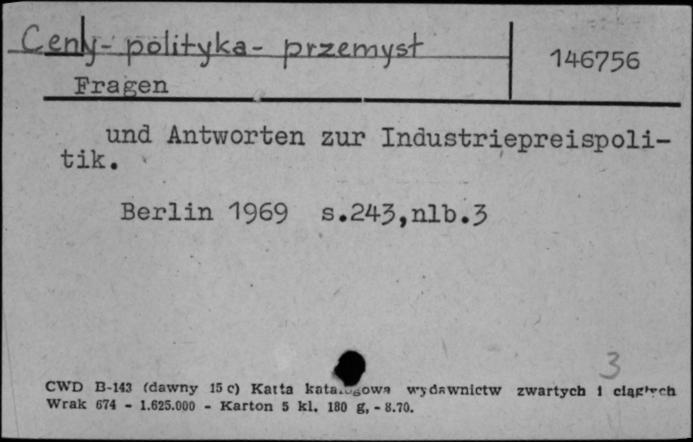 Ceny - polityka - przemysł
146756
Fragen
und Antworten zur Industriepreispoli-
tik.
Berlin 1969 s.243,nlb.3
3
CWD B-143 (dawny 15 c) Karta katalogowa wydawnictw zwartych i ciągłych
Wrak 674 - 1.625.000 - Karton 5 kl. 180 g. - 8.70.